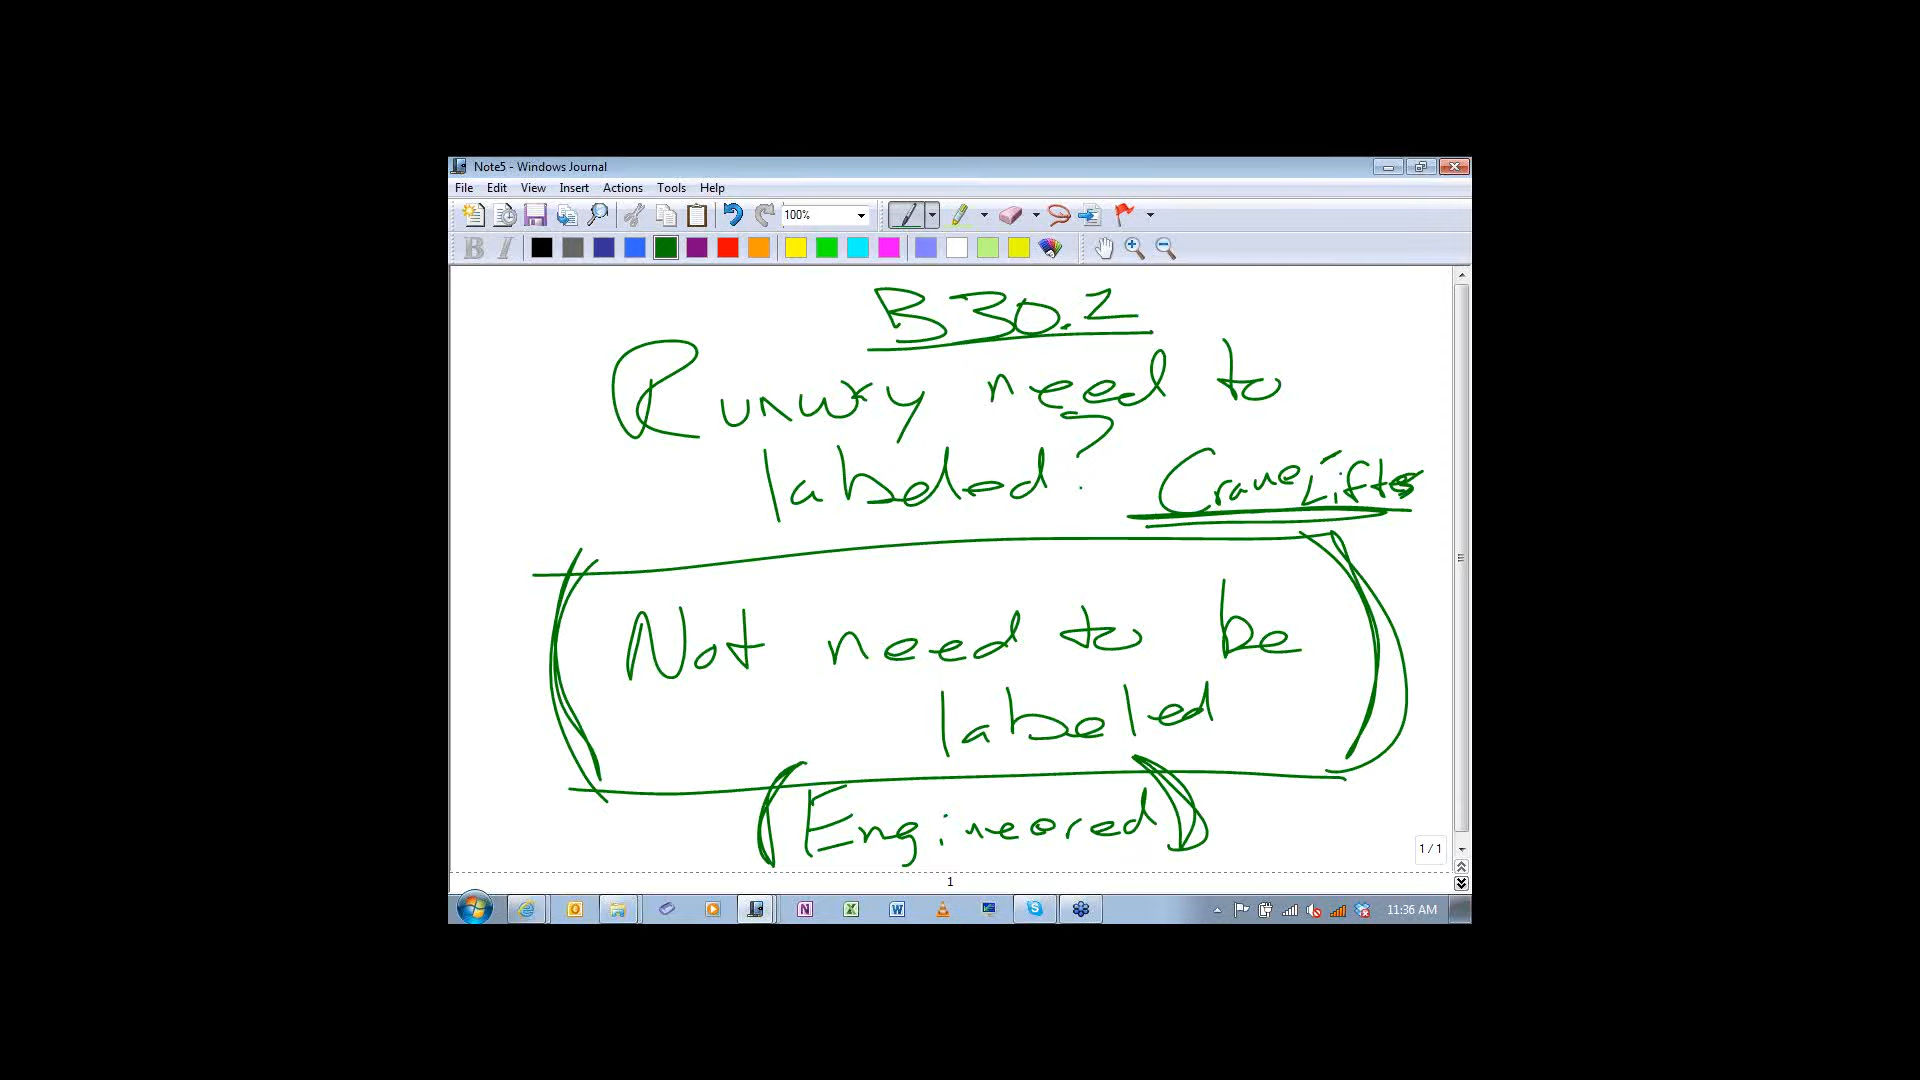 Note5 - Windows Journal
File Edit View Insert Actions Tools Help
100%
B I
B30.2
Runway need to
labeled?
Crane Lifts
Not need to be
labeled
(Engineered)
1 / 1
1
11:36 AM